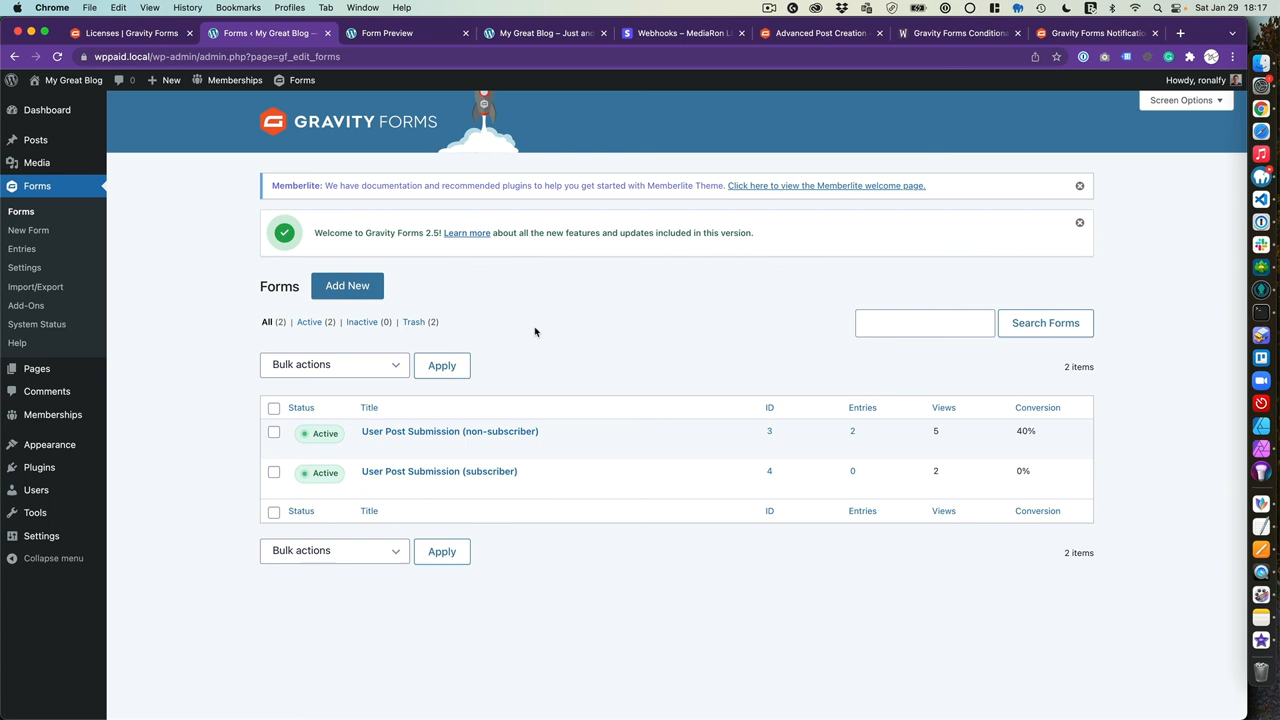 Chrome File Edit View History Bookmarks Profiles Tab Window Help Sat Jan 29 18:17
Licenses | Gravity Forms
Forms ‹ My Great Blog —
Form Preview
My Great Blog – Just an
Webhooks – MediaRon L
Advanced Post Creation
Gravity Forms Conditiona
Gravity Forms Notificatio
wppaid.local/wp-admin/admin.php?page=gf_edit_forms
My Great Blog 0 New Memberships Forms Howdy, ronalfy
Dashboard
Posts
Media
Forms
Forms
New Form
Entries
Settings
Import/Export
Add-Ons
System Status
Help
Pages
Comments
Memberships
Appearance
Plugins
Users
Tools
Settings
Collapse menu
GRAVITY FORMS
Screen Options ▼
Memberlite: We have documentation and recommended plugins to help you get started with Memberlite Theme. Click here to view the Memberlite welcome page.
Welcome to Gravity Forms 2.5! Learn more about all the new features and updates included in this version.
Forms Add New
All (2) | Active (2) | Inactive (0) | Trash (2)
Search Forms
Bulk actions Apply 2 items
Status Title ID Entries Views Conversion
Active User Post Submission (non-subscriber) 3 2 5 40%
Active User Post Submission (subscriber) 4 0 2 0%
Status Title ID Entries Views Conversion
Bulk actions Apply 2 items